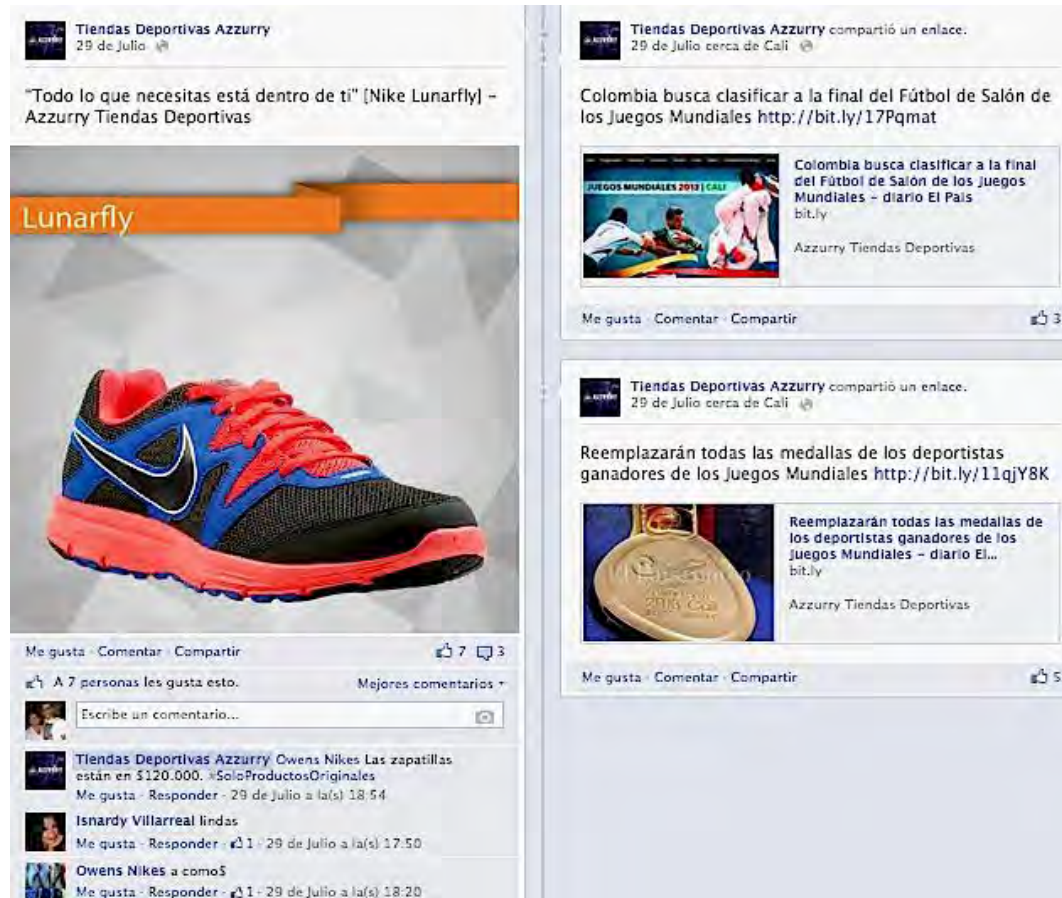 Tiendas Deportivas Azzurry
29 de Julio
"Todo lo que necesitas está dentro de ti" [Nike Lunarfly] –
Azzurry Tiendas Deportivas
Lunarfly
Me gusta · Comentar · Compartir
7 3
A 7 personas les gusta esto.
Mejores comentarios
Escribe un comentario...
Tiendas Deportivas Azzurry Owens Nikes Las zapatillas
están en $120.000. #SoloProductosOriginales
Me gusta · Responder · 29 de Julio a la(s) 18:54
Isnardy Villarreal lindas
Me gusta · Responder · 1 · 29 de Julio a la(s) 17:50
Owens Nikes a como$
Me gusta · Responder · 1 · 29 de Julio a la(s) 18:20
Tiendas Deportivas Azzurry compartió un enlace.
29 de Julio cerca de Cali
Colombia busca clasificar a la final del Fútbol de Salón de
los Juegos Mundiales http://bit.ly/17Pqmat
JUEGOS MUNDIALES 2013 | CALI
Colombia busca clasificar a la final
del Fútbol de Salón de los Juegos
Mundiales – diario El País
bit.ly
Azzurry Tiendas Deportivas
Me gusta · Comentar · Compartir
3
Tiendas Deportivas Azzurry compartió un enlace.
29 de Julio cerca de Cali
Reemplazarán todas las medallas de los deportistas
ganadores de los Juegos Mundiales http://bit.ly/11qjY8K
2013 Cali
Reemplazarán todas las medallas de
los deportistas ganadores de los
Juegos Mundiales – diario El...
bit.ly
Azzurry Tiendas Deportivas
Me gusta · Comentar · Compartir
5